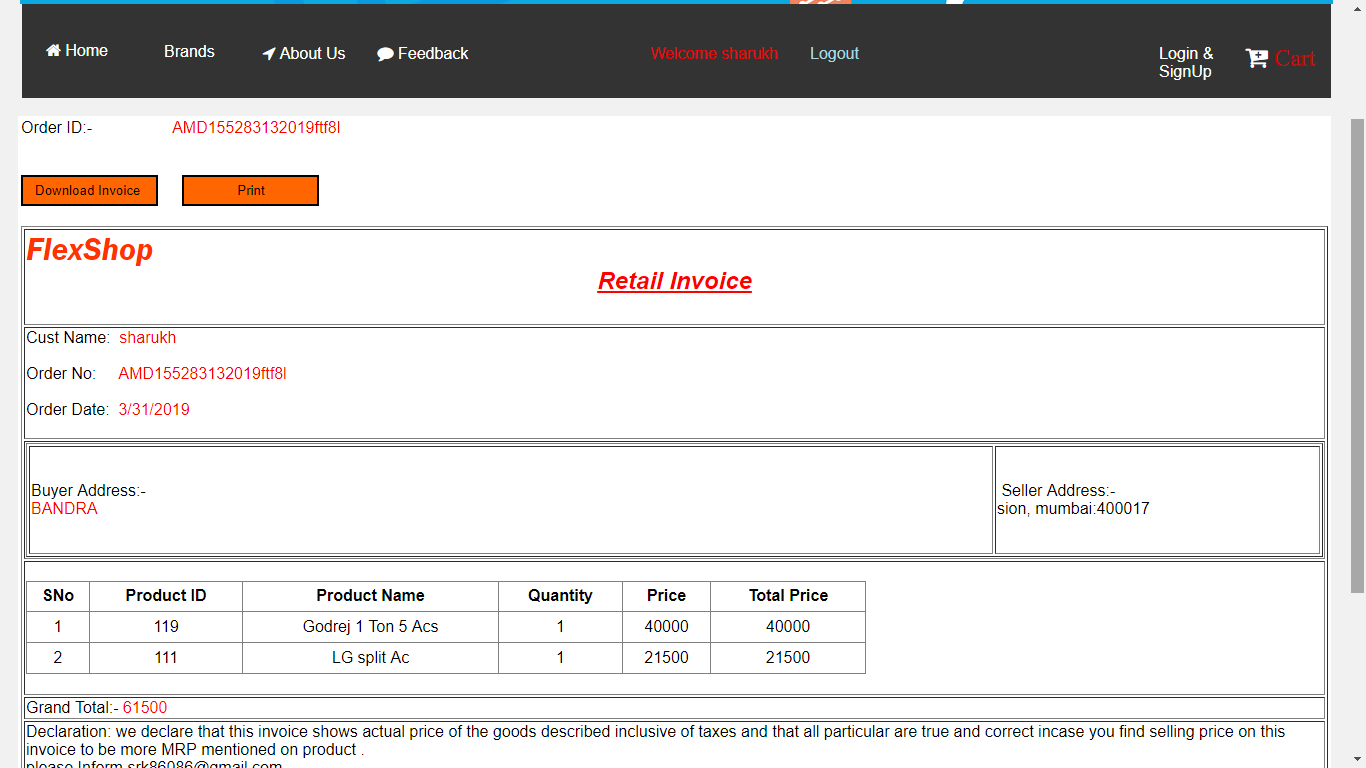 Home
Brands
About Us
Feedback
Welcome sharukh
Logout
Login &
SignUp
Cart
Order ID:- AMD155283132019ftf8l
Download Invoice
Print
FlexShop
Retail Invoice
Cust Name: sharukh
Order No: AMD155283132019ftf8l
Order Date: 3/31/2019
Buyer Address:-
BANDRA
Seller Address:-
sion, mumbai:400017
SNo Product ID Product Name Quantity Price Total Price
1 119 Godrej 1 Ton 5 Acs 1 40000 40000
2 111 LG split Ac 1 21500 21500
Grand Total:- 61500
Declaration: we declare that this invoice shows actual price of the goods described inclusive of taxes and that all particular are true and correct incase you find selling price on this
invoice to be more MRP mentioned on product .
please Inform srk86086@gmail.com